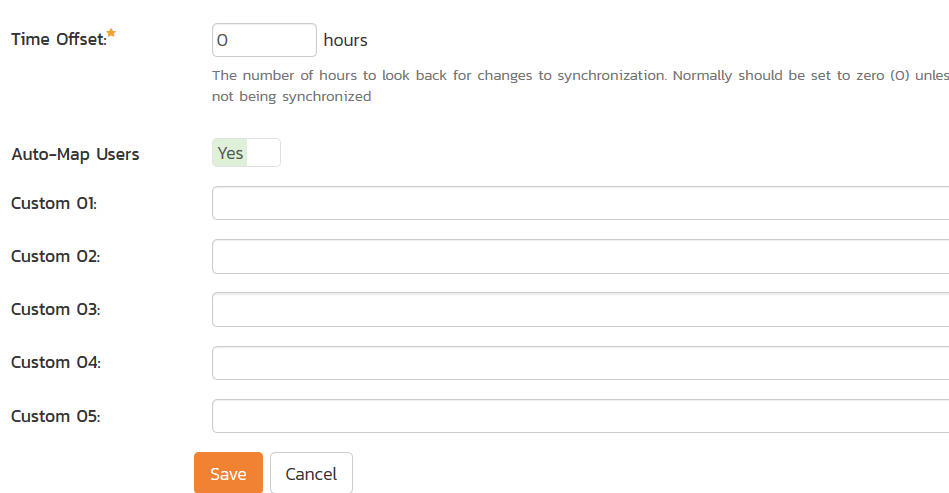 Time Offset:
0 hours
The number of hours to look back for changes to synchronization. Normally should be set to zero (0)
not being synchronized
Auto-Map Users
Yes
Custom 01:
Custom 02:
Custom 03:
Custom 04:
Custom 05:
Save Cancel